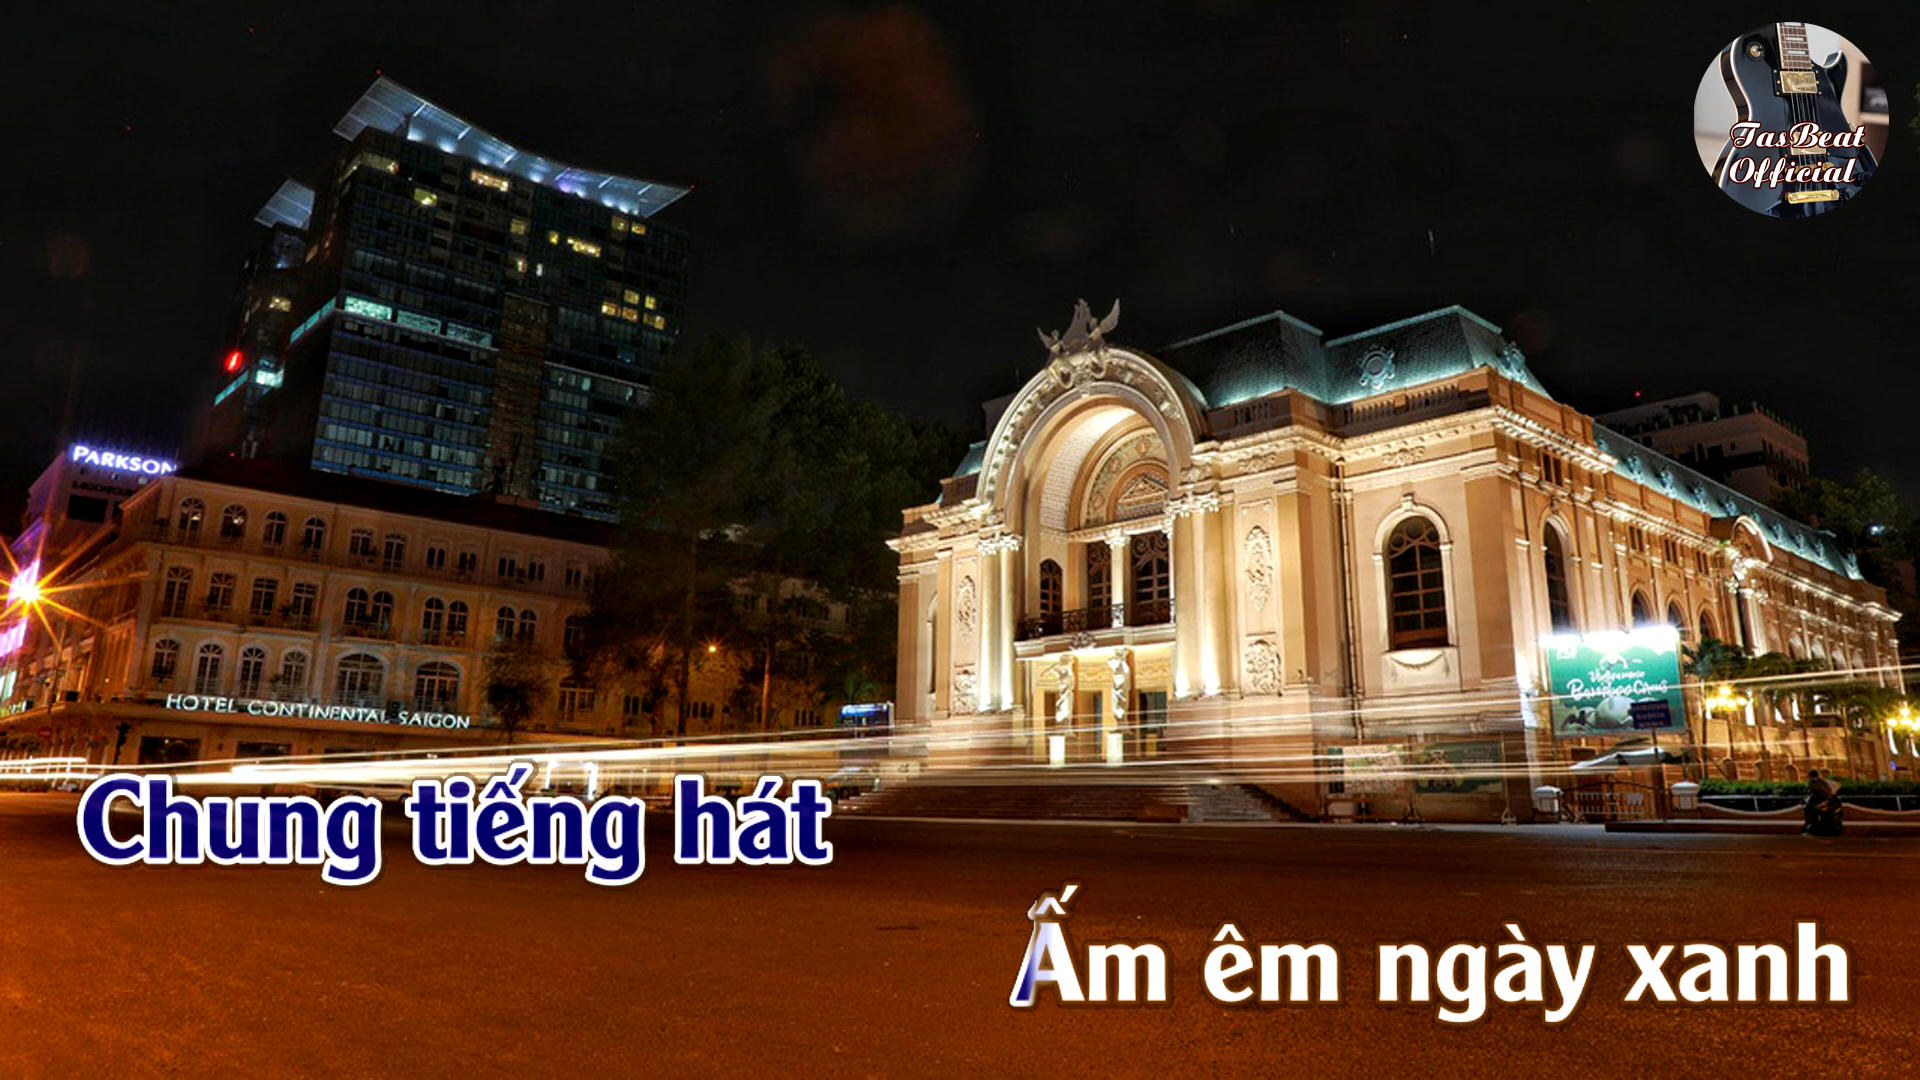 TasBeat
Official
PARKSON
HOTEL CONTINENTAL SAIGON
Chung tiếng hát
Ấm êm ngày xanh